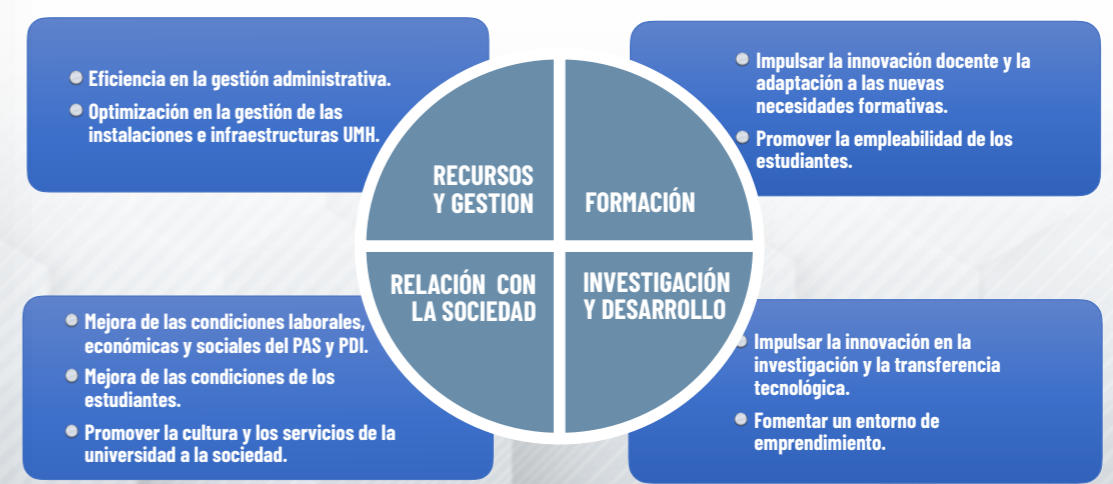 Eficiencia en la gestión administrativa.
Optimización en la gestión de las
instalaciones e infraestructuras UMH.
RECURSOS
Y GESTION
Impulsar la innovación docente y la
adaptación a las nuevas
necesidades formativas.
Promover la empleabilidad de los
estudiantes.
FORMACIÓN
Mejora de las condiciones laborales,
económicas y sociales del PAS y PDI.
Mejora de las condiciones de los
estudiantes.
Promover la cultura y los servicios de la
universidad a la sociedad.
RELACIÓN CON
LA SOCIEDAD
INVESTIGACIÓN
Y DESARROLLO
Impulsar la innovación en la
investigación y la transferencia
tecnológica.
Fomentar un entorno de
emprendimiento.